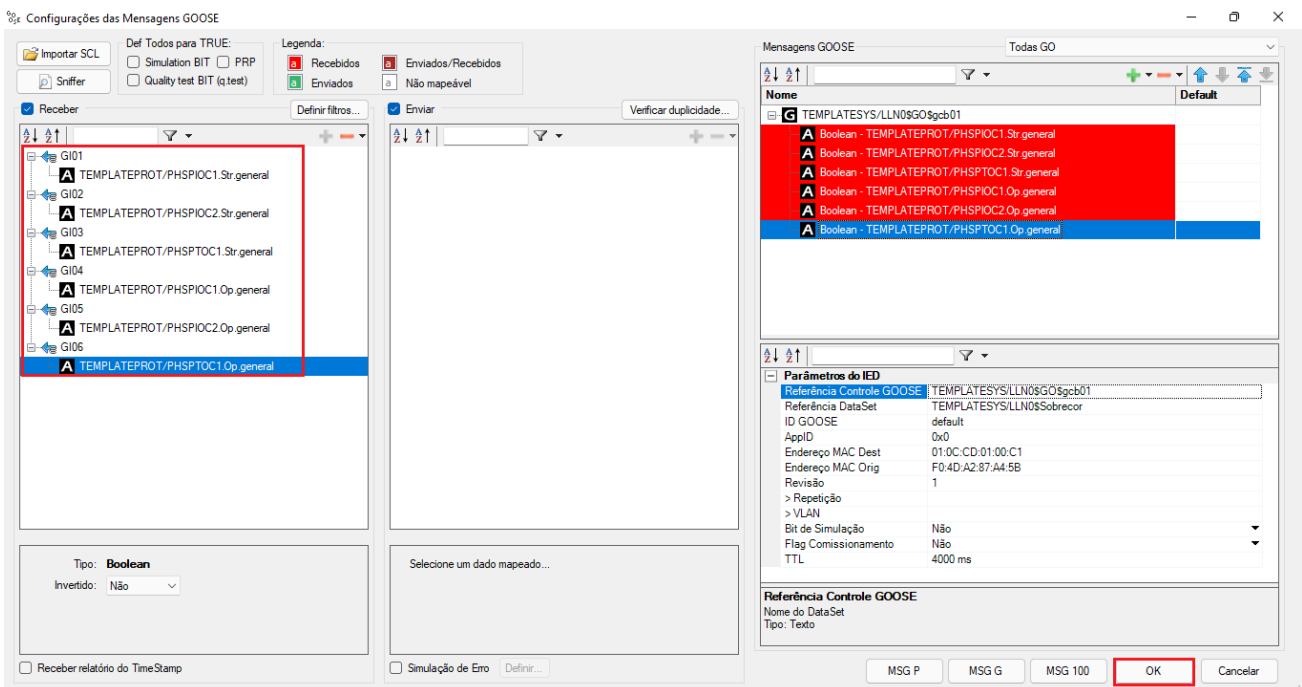 Configurações das Mensagens GOOSE
Importar SCL
Sniffer
Def Todos para TRUE:
Simulation BIT
PRP
Quality test BIT (q.test)
Legenda:
a Recebidos
a Enviados/Recebidos
a Enviados
a Não mapeável
Receber
Definir filtros...
GI01
A TEMPLATEPROT/PHSPIOC1.Str.general
GI02
A TEMPLATEPROT/PHSPIOC2.Str.general
GI03
A TEMPLATEPROT/PHSPTOC1.Str.general
GI04
A TEMPLATEPROT/PHSPIOC1.Op.general
GI05
A TEMPLATEPROT/PHSPIOC2.Op.general
GI06
A TEMPLATEPROT/PHSPTOC1.Op.general
Tipo: Boolean
Invertido: Não
Receber relatório do TimeStamp
Enviar
Verificar duplicidade...
Selecione um dado mapeado...
Simulação de Erro
Definir...
Mensagens GOOSE
Todas GO
Nome Default
G TEMPLATESYS/LLN0$GO$gcb01
A Boolean - TEMPLATEPROT/PHSPIOC1.Str.general
A Boolean - TEMPLATEPROT/PHSPIOC2.Str.general
A Boolean - TEMPLATEPROT/PHSPTOC1.Str.general
A Boolean - TEMPLATEPROT/PHSPIOC1.Op.general
A Boolean - TEMPLATEPROT/PHSPIOC2.Op.general
A Boolean - TEMPLATEPROT/PHSPTOC1.Op.general
Parâmetros do IED
Referência Controle GOOSE TEMPLATESYS/LLN0$GO$gcb01
Referência DataSet TEMPLATESYS/LLN0$Sobrecor
ID GOOSE default
AppID 0x0
Endereço MAC Dest 01:0C:CD:01:00:C1
Endereço MAC Orig F0:4D:A2:87:A4:5B
Revisão 1
> Repetição
> VLAN
Bit de Simulação Não
Flag Comissionamento Não
TTL 4000 ms
Referência Controle GOOSE
Nome do DataSet
Tipo: Texto
MSG P
MSG G
MSG 100
OK
Cancelar